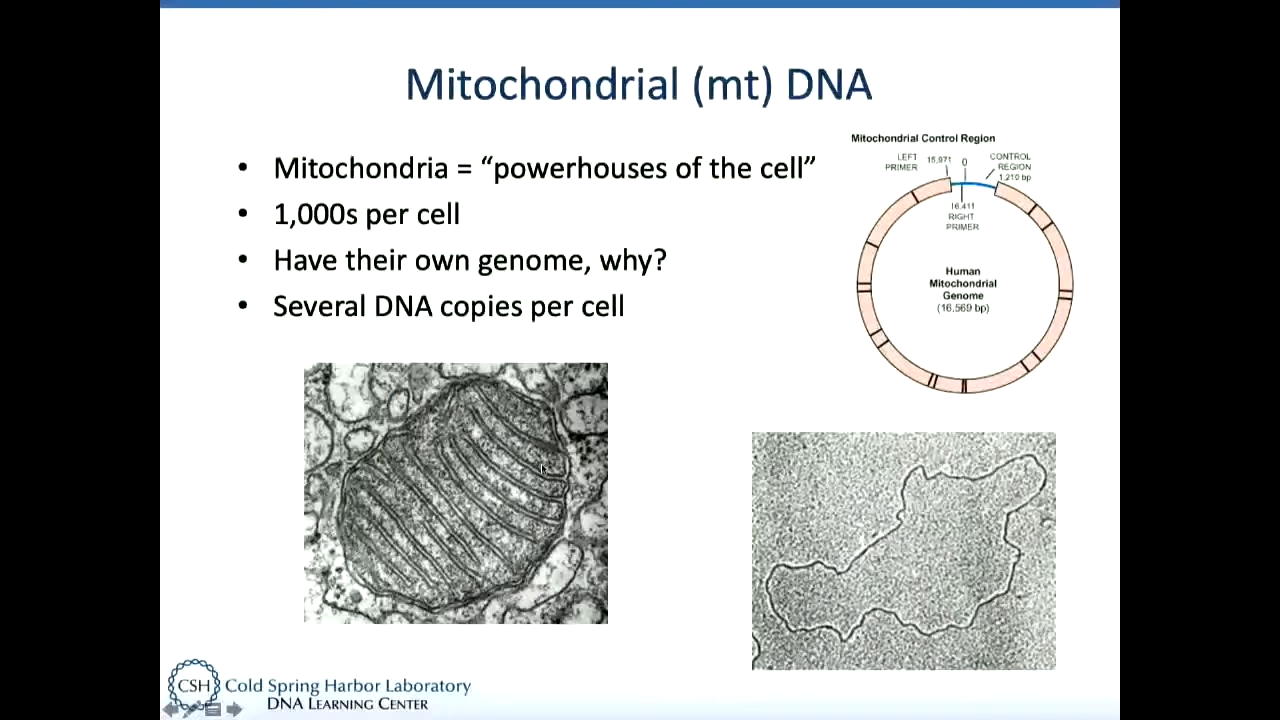 Mitochondrial (mt) DNA
• Mitochondria = “powerhouses of the cell”
• 1,000s per cell
• Have their own genome, why?
• Several DNA copies per cell
Mitochondrial Control Region
LEFT
PRIMER
15,971
0
CONTROL
REGION
1,210 bp
16,411
RIGHT
PRIMER
Human
Mitochondrial
Genome
(16,569 bp)
CSH
Cold Spring Harbor Laboratory
DNA LEARNING CENTER